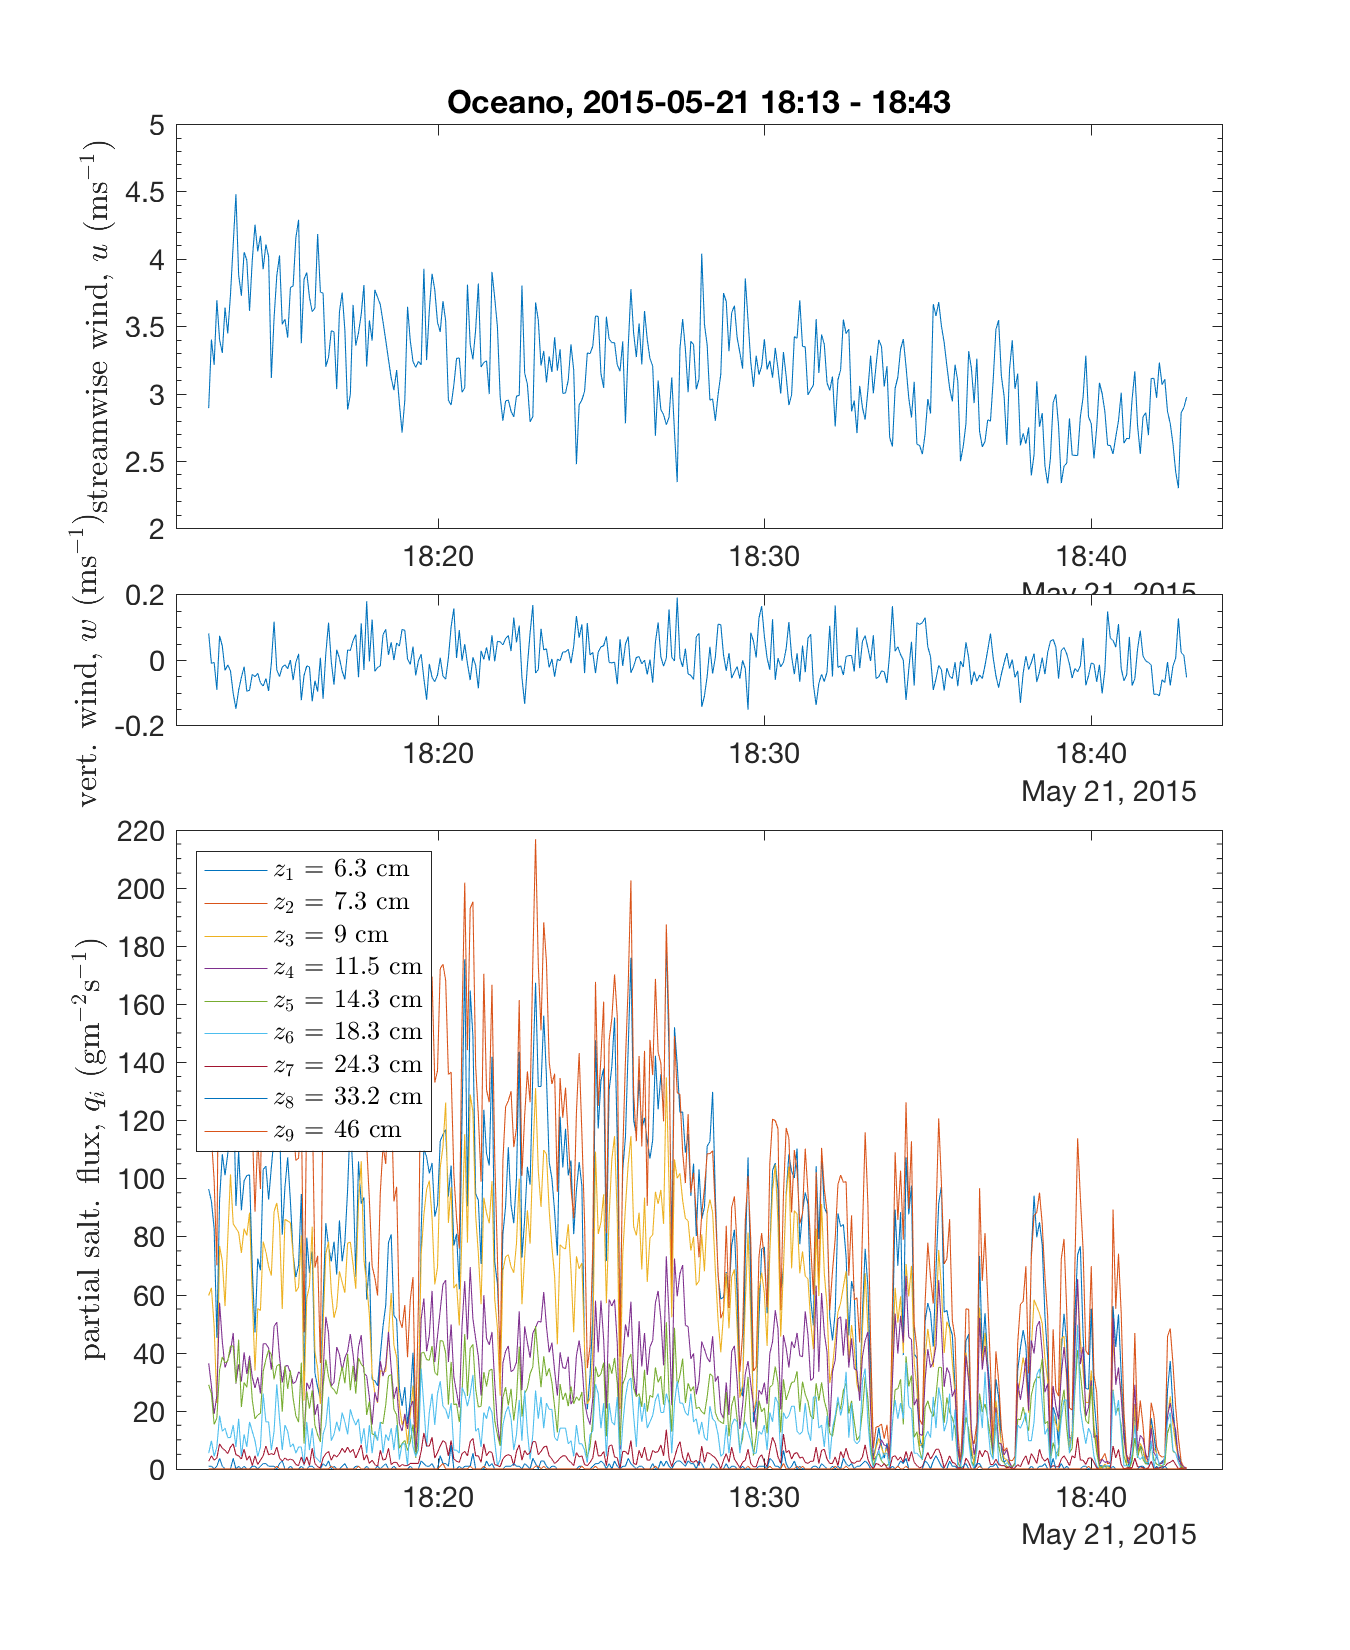 Oceano, 2015-05-21 18:13 - 18:43
streamwise wind, u (ms⁻¹)
5
4.5
4
3.5
3
2.5
2
18:20 18:30 18:40
May 21, 2015
vert. wind, w (ms⁻¹)
0.2
0
-0.2
18:20 18:30 18:40
May 21, 2015
partial salt. flux, qᵢ (gm⁻²s⁻¹)
220
200
180
160
140
120
100
80
60
40
20
0
z₁ = 6.3 cm
z₂ = 7.3 cm
z₃ = 9 cm
z₄ = 11.5 cm
z₅ = 14.3 cm
z₆ = 18.3 cm
z₇ = 24.3 cm
z₈ = 33.2 cm
z₉ = 46 cm
18:20 18:30 18:40
May 21, 2015